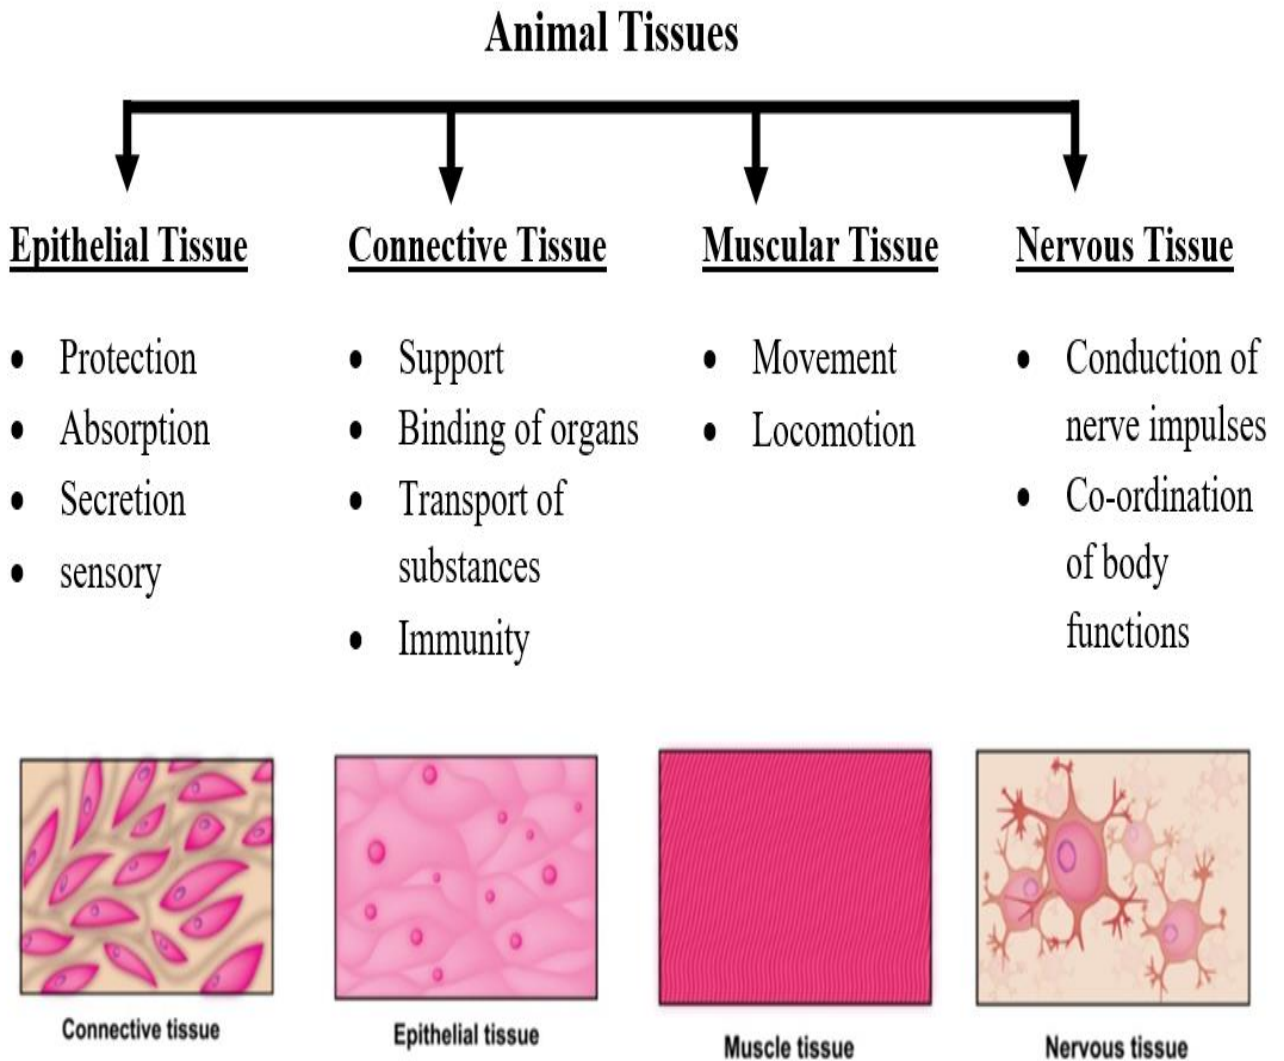 Animal Tissues
Epithelial Tissue
• Protection
• Absorption
• Secretion
• sensory
Connective Tissue
• Support
• Binding of organs
• Transport of
substances
• Immunity
Muscular Tissue
• Movement
• Locomotion
Nervous Tissue
• Conduction of
nerve impulses
• Co-ordination
of body
functions
Connective tissue
Epithelial tissue
Muscle tissue
Nervous tissue